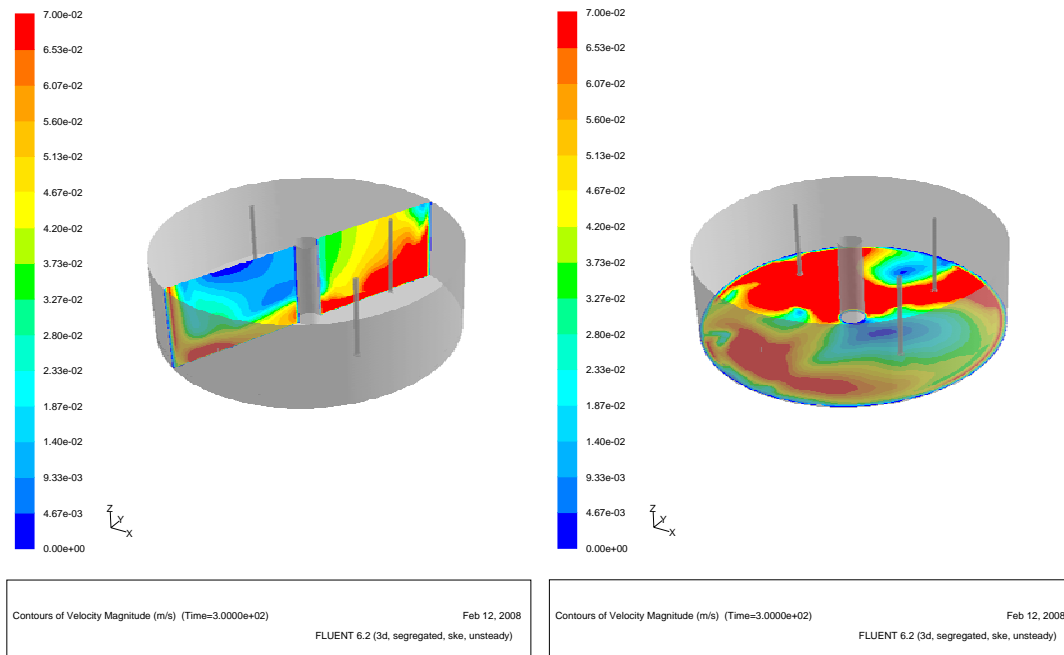 7.00e-02
6.53e-02
6.07e-02
5.60e-02
5.13e-02
4.67e-02
4.20e-02
3.73e-02
3.27e-02
2.80e-02
2.33e-02
1.87e-02
1.40e-02
9.33e-03
4.67e-03
0.00e+00
Z
Y
X
Contours of Velocity Magnitude (m/s) (Time=3.0000e+02)
Feb 12, 2008
FLUENT 6.2 (3d, segregated, ske, unsteady)
7.00e-02
6.53e-02
6.07e-02
5.60e-02
5.13e-02
4.67e-02
4.20e-02
3.73e-02
3.27e-02
2.80e-02
2.33e-02
1.87e-02
1.40e-02
9.33e-03
4.67e-03
0.00e+00
Z
Y
X
Contours of Velocity Magnitude (m/s) (Time=3.0000e+02)
Feb 12, 2008
FLUENT 6.2 (3d, segregated, ske, unsteady)